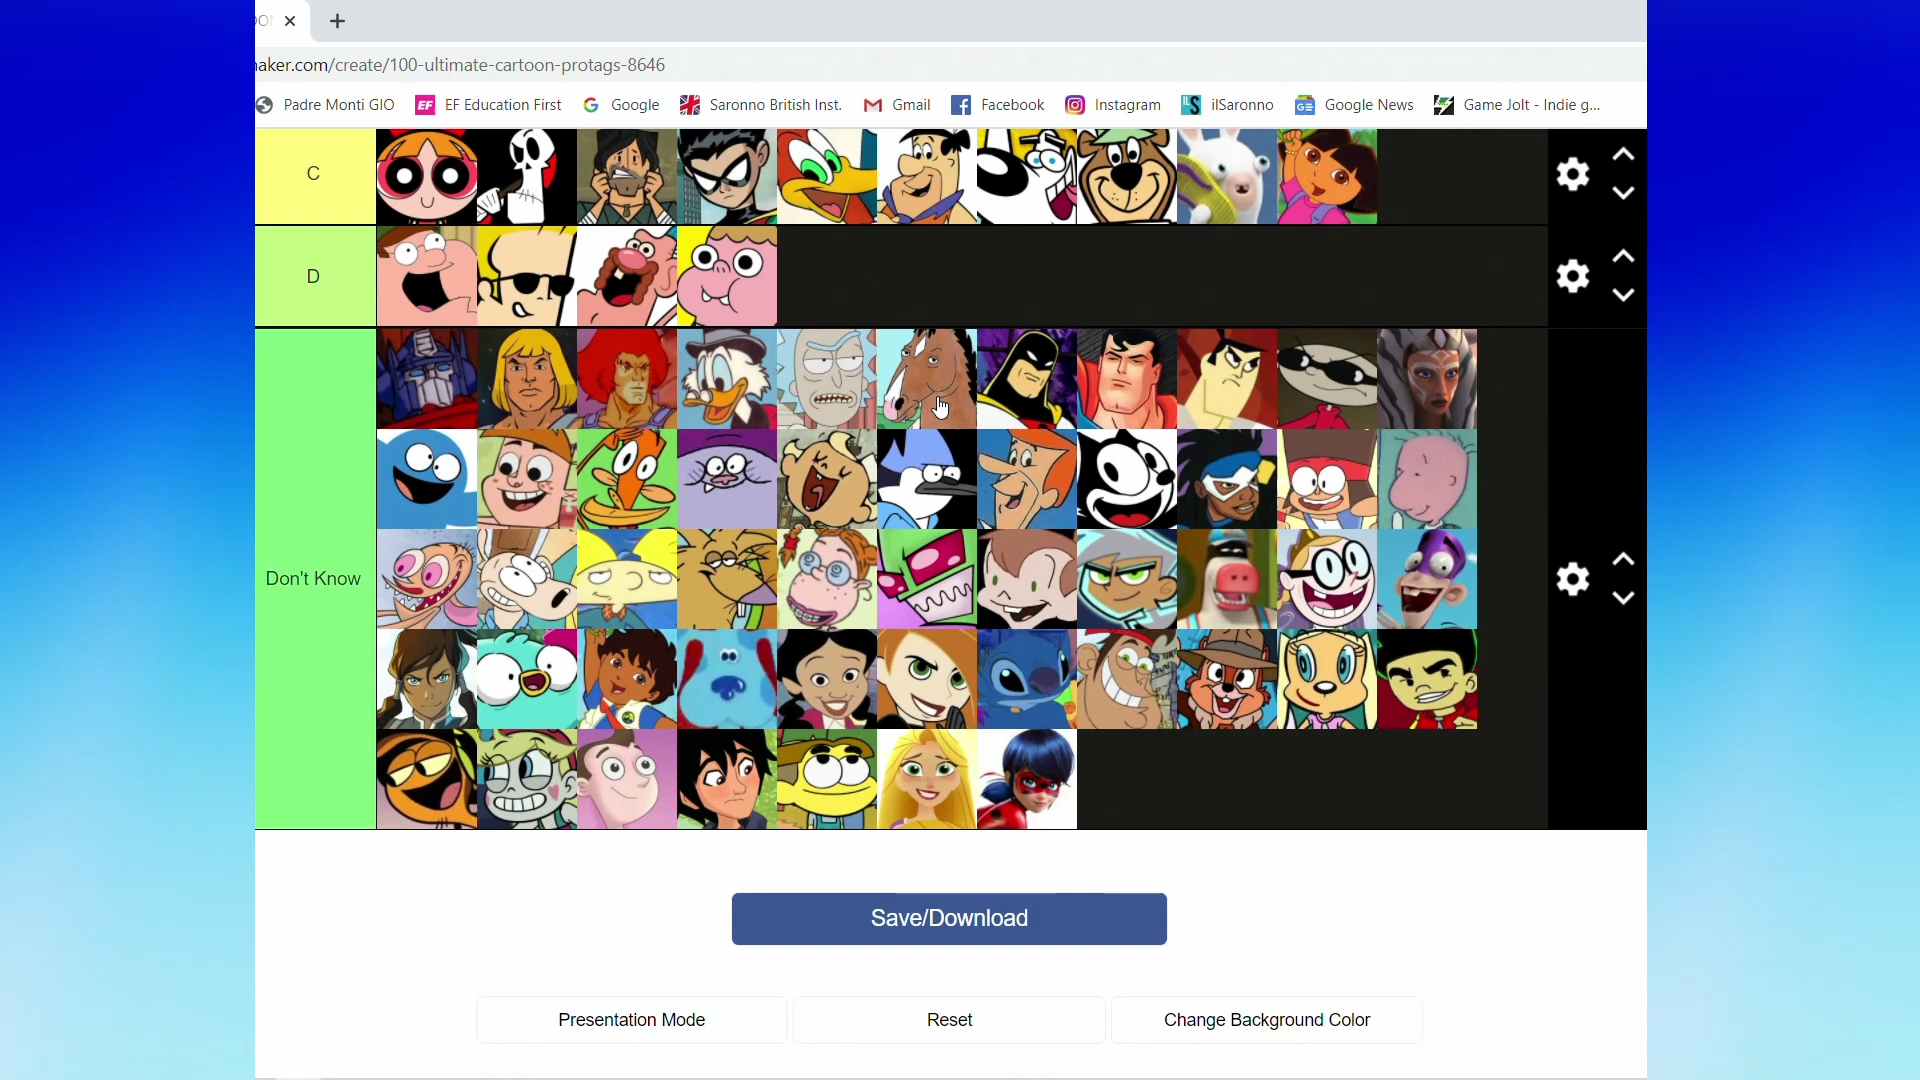 aker.com/create/100-ultimate-cartoon-protags-8646
Padre Monti GIO EF EF Education First Google Saronno British Inst. Gmail Facebook Instagram ilSaronno Google News Game Jolt - Indie g...
C
D
Don't Know
Save/Download
Presentation Mode Reset Change Background Color